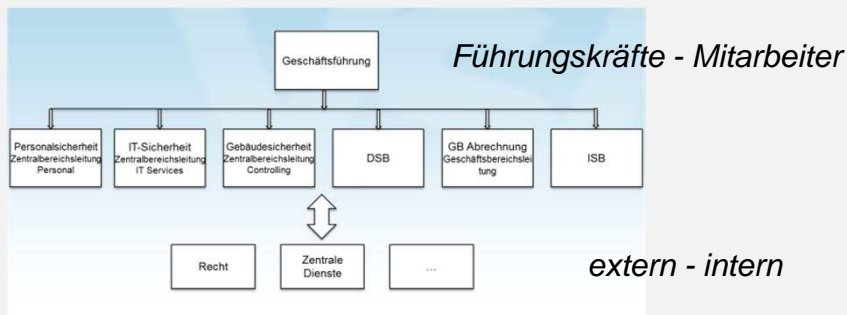 Geschäftsführung
Führungskräfte - Mitarbeiter
Personalsicherheit
Zentralbereichsleitung
Personal
IT-Sicherheit
Zentralbereichsleitung
IT Services
Gebäudesicherheit
Zentralbereichsleitung
Controlling
DSB
GB Abrechnung
Geschäftsbereichslei
tung
ISB
Recht
Zentrale
Dienste
...
extern - intern